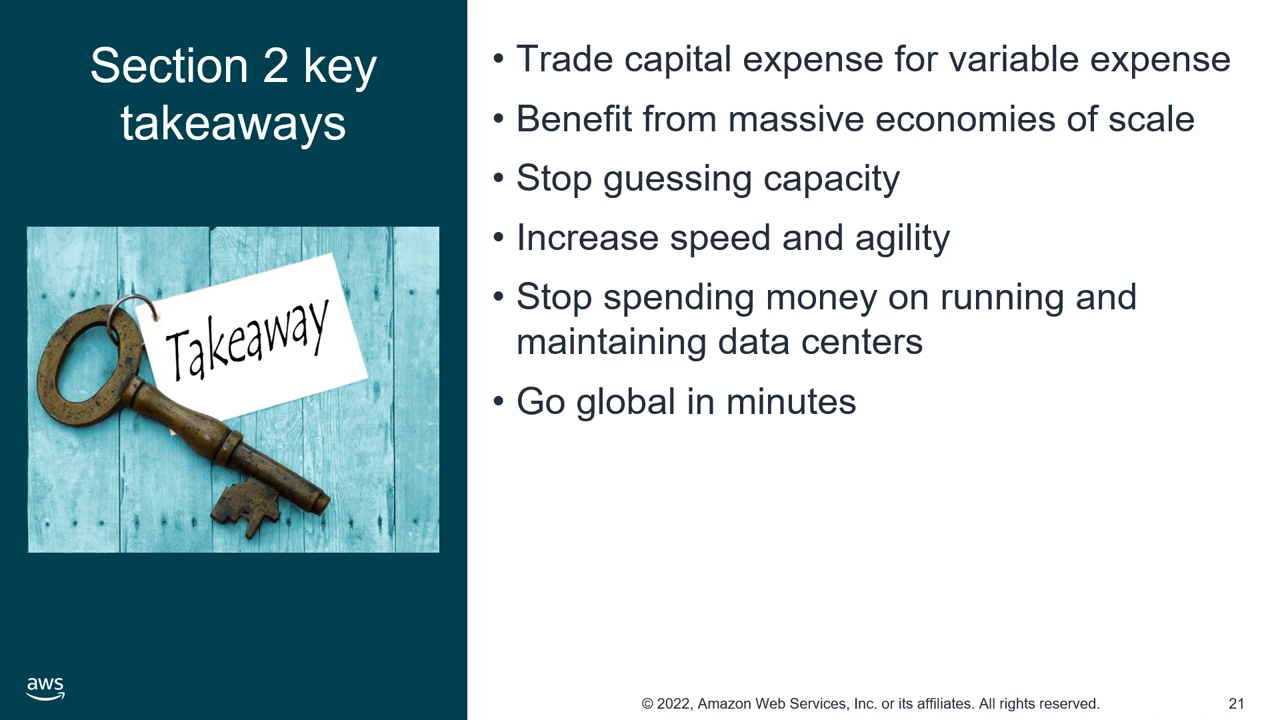 Section 2 key
takeaways
Takeaway
• Trade capital expense for variable expense
• Benefit from massive economies of scale
• Stop guessing capacity
• Increase speed and agility
• Stop spending money on running and
maintaining data centers
• Go global in minutes
aws
© 2022, Amazon Web Services, Inc. or its affiliates. All rights reserved.
21